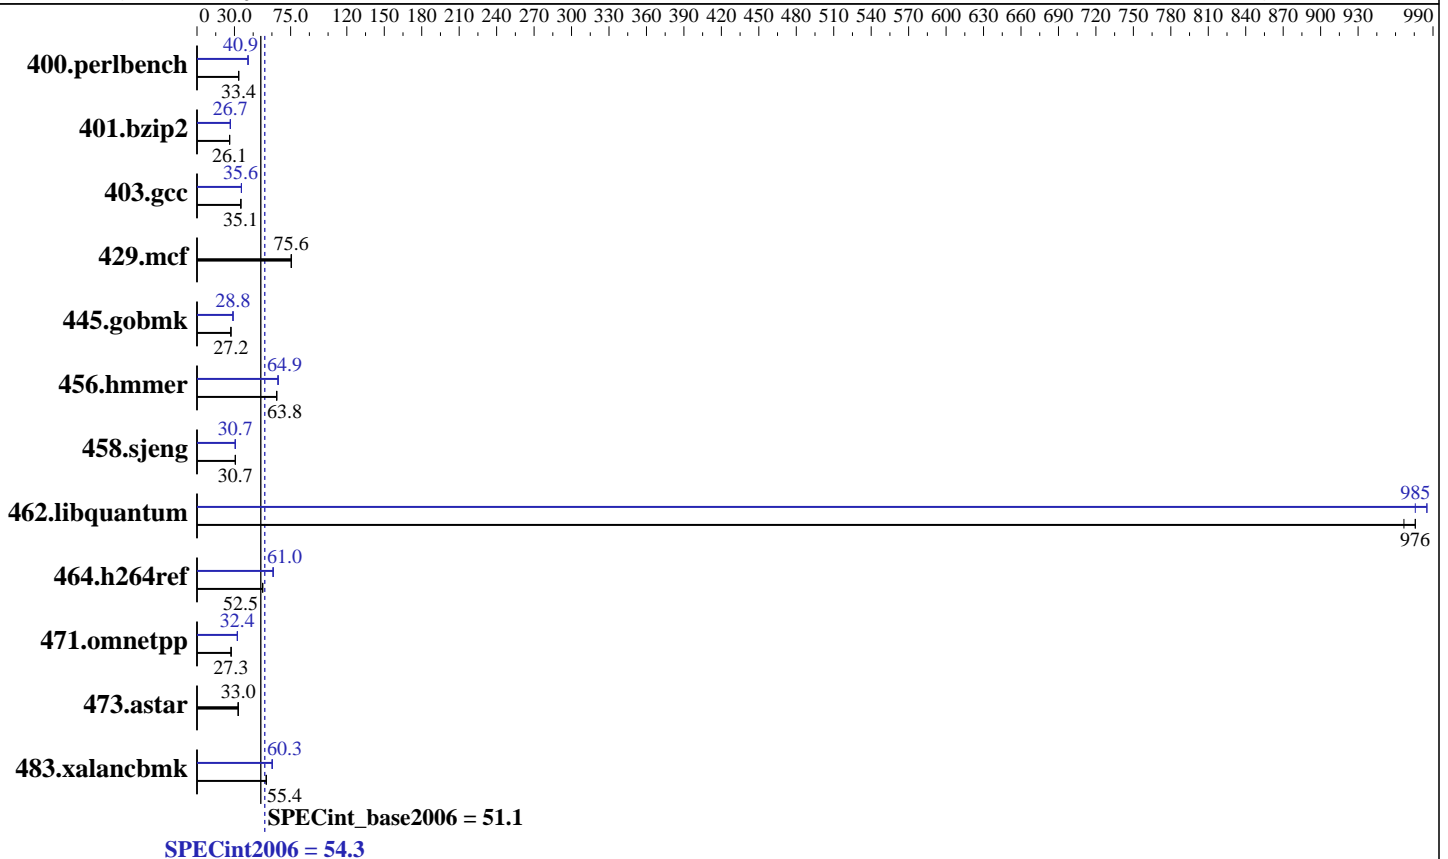 0 30.0 75.0 120 150 180 210 240 270 300 330 360 390 420 450 480 510 540 570 600 630 660 690 720 750 780 810 840 870 900 930 990
40.9
400.perlbench
33.4
26.7
401.bzip2
26.1
35.6
403.gcc
35.1
75.6
429.mcf
28.8
445.gobmk
27.2
64.9
456.hmmer
63.8
30.7
458.sjeng
30.7
985
462.libquantum
976
61.0
464.h264ref
52.5
32.4
471.omnetpp
27.3
33.0
473.astar
60.3
483.xalancbmk
55.4
SPECint_base2006 = 51.1
SPECint2006 = 54.3